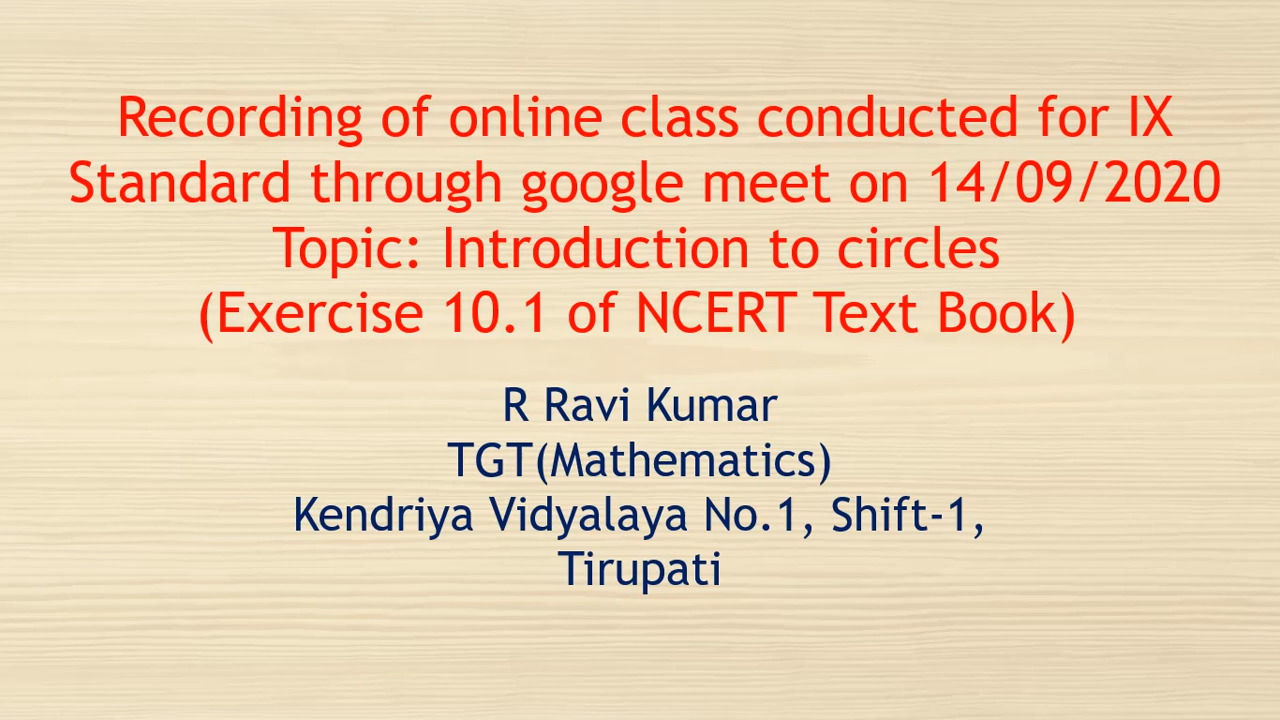 Recording of online class conducted for IX
Standard through google meet on 14/09/2020
Topic: Introduction to circles
(Exercise 10.1 of NCERT Text Book)
R Ravi Kumar
TGT(Mathematics)
Kendriya Vidyalaya No.1, Shift-1,
Tirupati